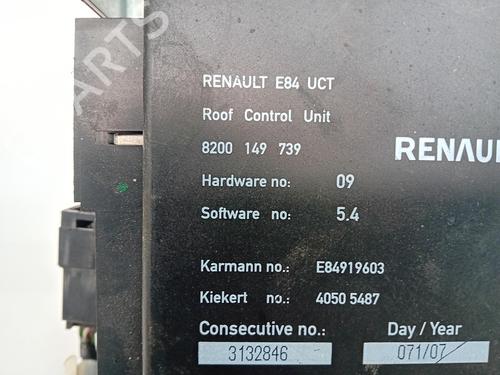 RENAULT E84 UCT
Roof Control Unit
8200 149 739
RENAU
Hardware no: 09
Software no: 5.4
Karmann no.: E84919603
Kiekert no.: 4050 5487
Consecutive no.: Day / Year
3132846 071/07